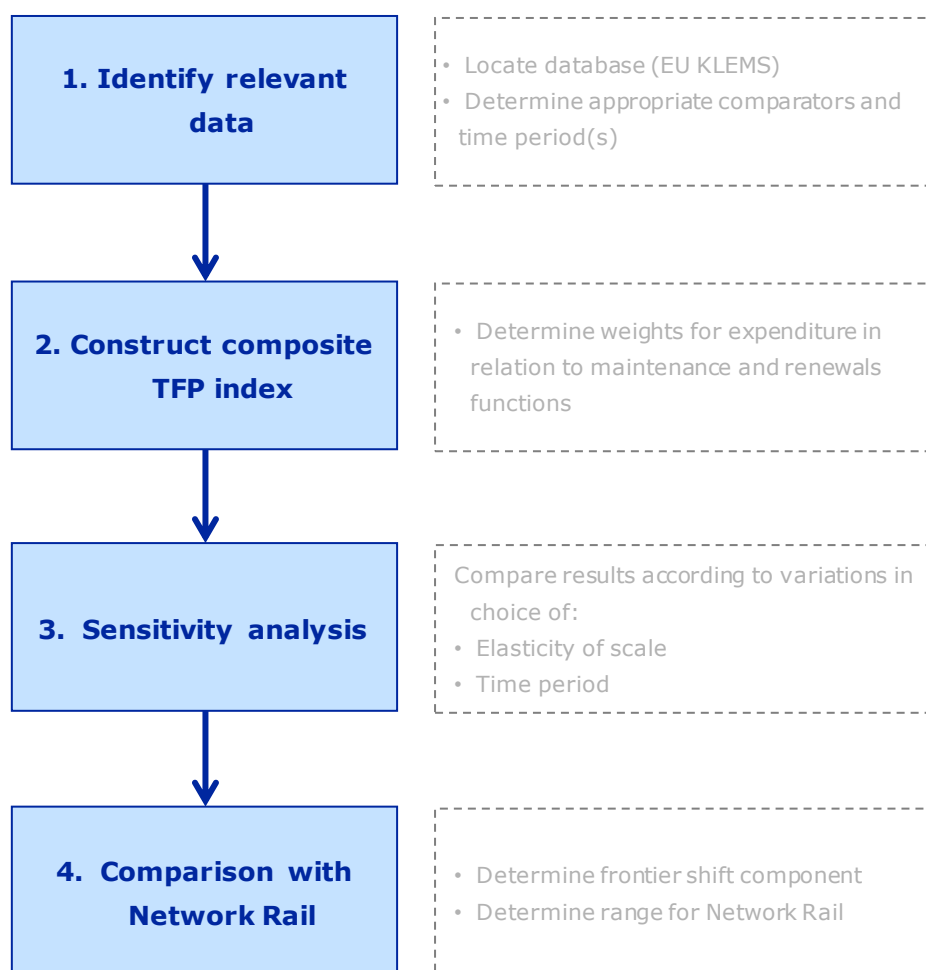 1. Identify relevant
data
• Locate database (EU KLEMS)
• Determine appropriate comparators and
time period(s)
2. Construct composite
TFP index
• Determine weights for expenditure in
relation to maintenance and renewals
functions
3. Sensitivity analysis
Compare results according to variations in
choice of:
• Elasticity of scale
• Time period
4. Comparison with
Network Rail
• Determine frontier shift component
• Determine range for Network Rail